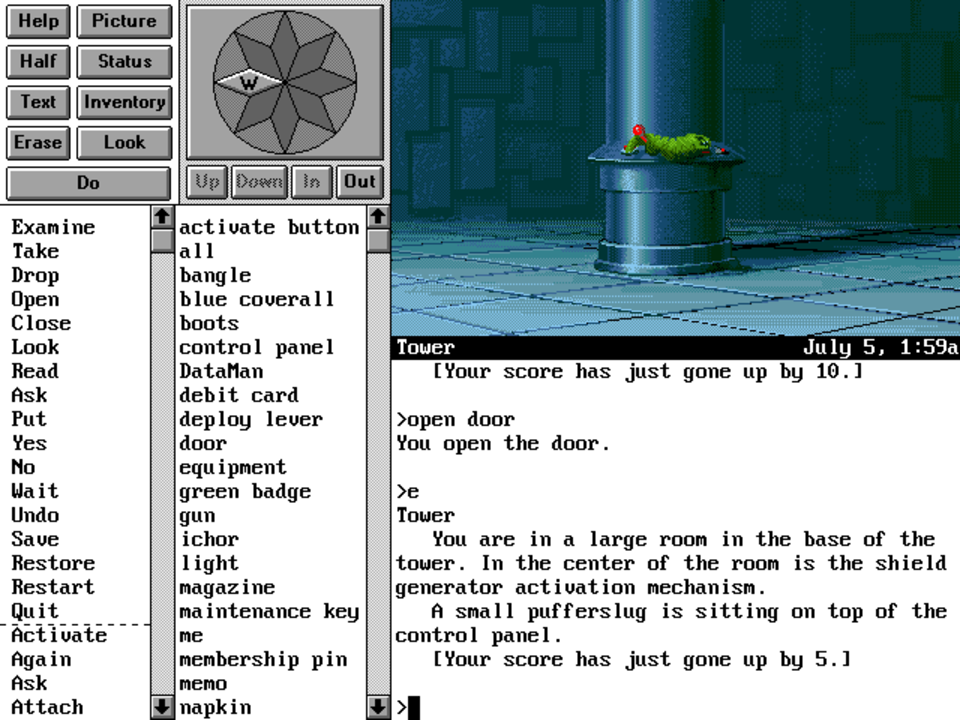 Help Picture
Half Status
Text Inventory
Erase Look
Do
W
Up Down In Out
Examine
Take
Drop
Open
Close
Look
Read
Ask
Put
Yes
No
Wait
Undo
Save
Restore
Restart
Quit
Activate
Again
Ask
Attach
activate button
all
bangle
blue coverall
boots
control panel
DataMan
debit card
deploy lever
door
equipment
green badge
gun
ichor
light
magazine
maintenance key
me
membership pin
memo
napkin
Tower July 5, 1:59a
[Your score has just gone up by 10.]
>open door
You open the door.
>e
Tower
You are in a large room in the base of the
tower. In the center of the room is the shield
generator activation mechanism.
A small pufferslug is sitting on top of the
control panel.
[Your score has just gone up by 5.]
>